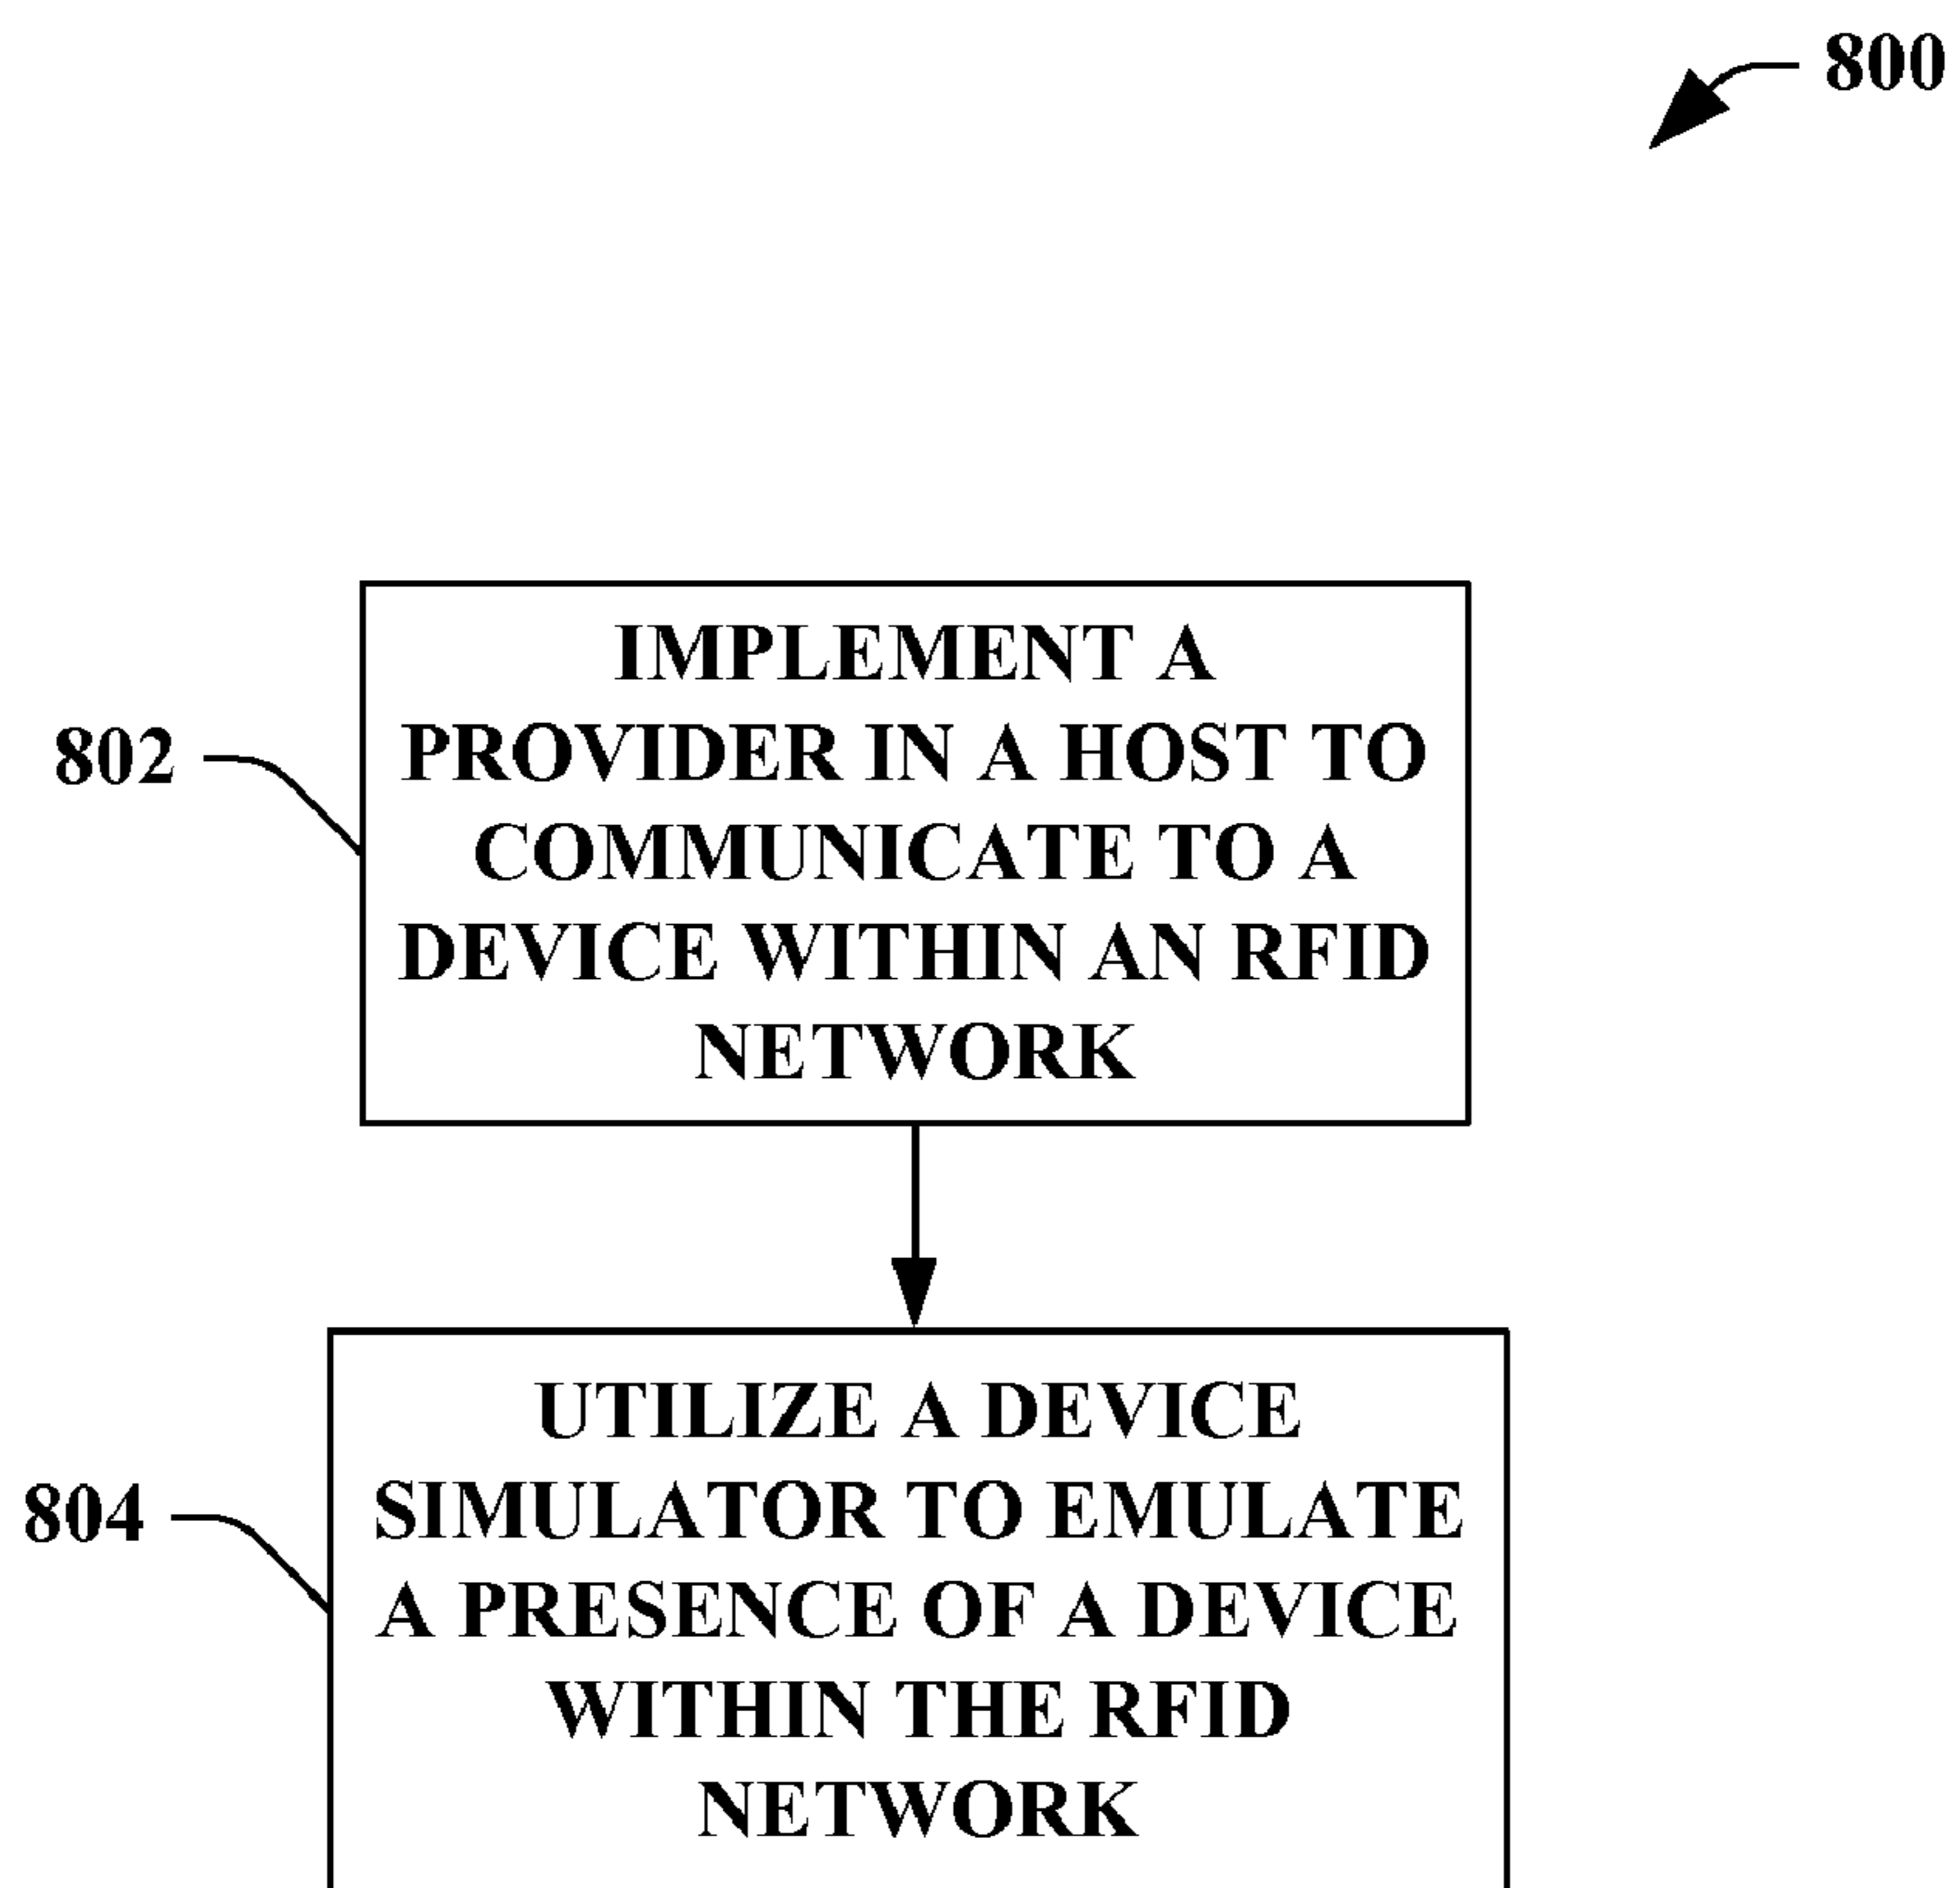 800
IMPLEMENT A
PROVIDER IN A HOST TO
802
COMMUNICATE TO A
DEVICE WITHIN AN RFID
NETWORK
UTILIZE A DEVICE
SIMULATOR TO EMULATE
804
A PRESENCE OF A DEVICE
WITHIN THE RFID
NETWORK